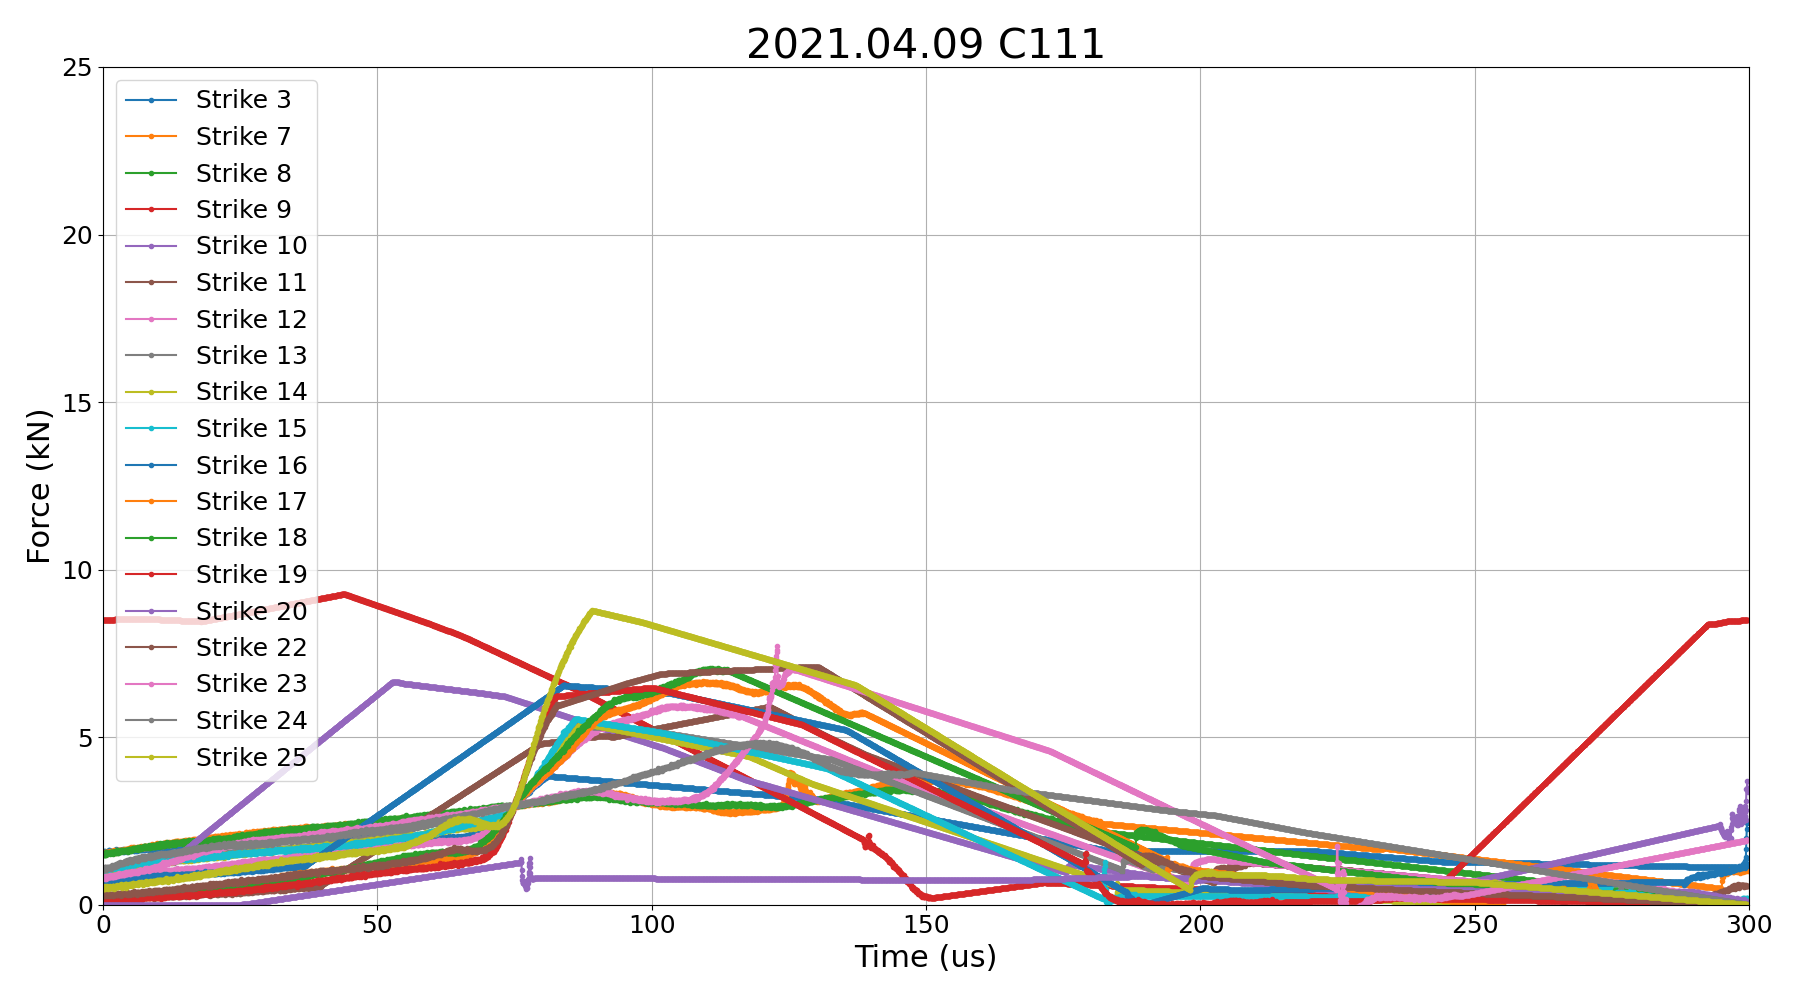 2021.04.09 C111
25
20
15
10
5
0
Force (kN)
Strike 3
Strike 7
Strike 8
Strike 9
Strike 10
Strike 11
Strike 12
Strike 13
Strike 14
Strike 15
Strike 16
Strike 17
Strike 18
Strike 19
Strike 20
Strike 22
Strike 23
Strike 24
Strike 25
0 50 100 150 200 250 300
Time (us)